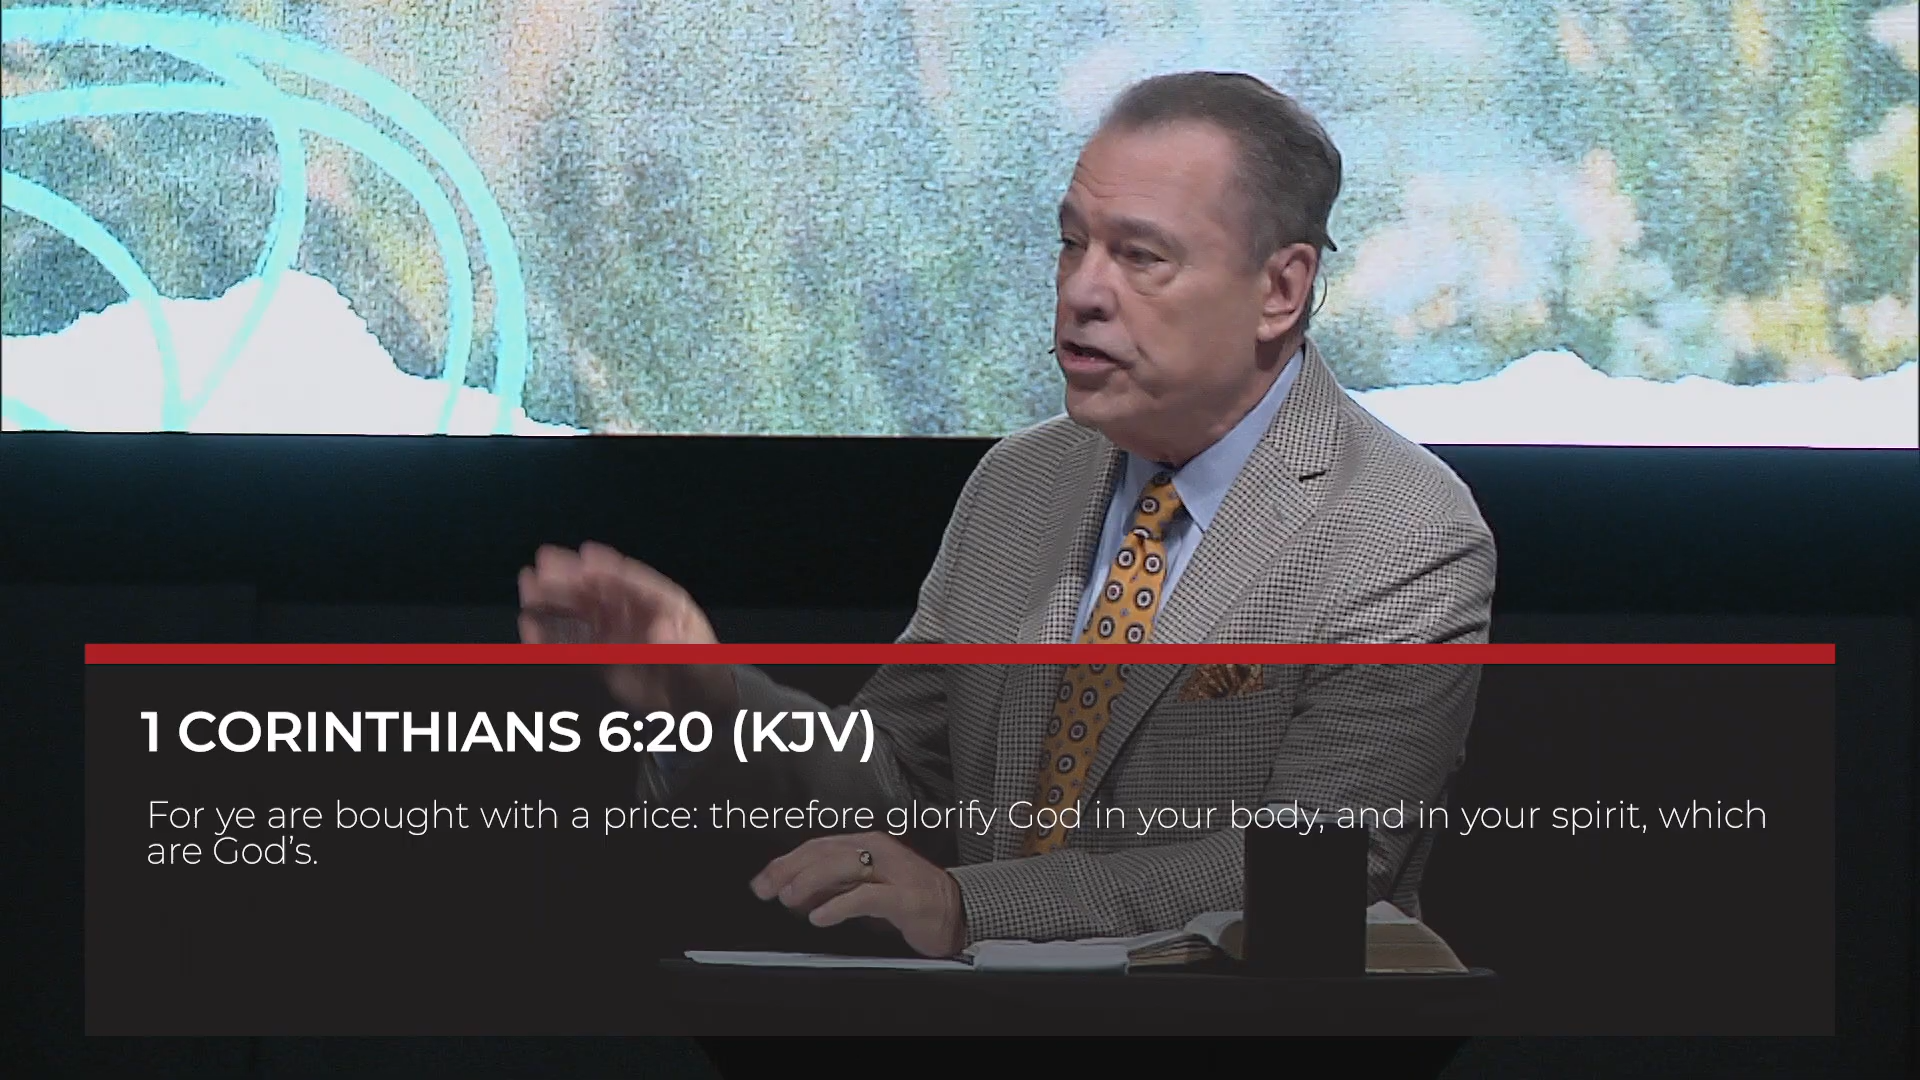 1 CORINTHIANS 6:20 (KJV)
For ye are bought with a price: therefore glorify God in your body, and in your spirit, which
are God's.